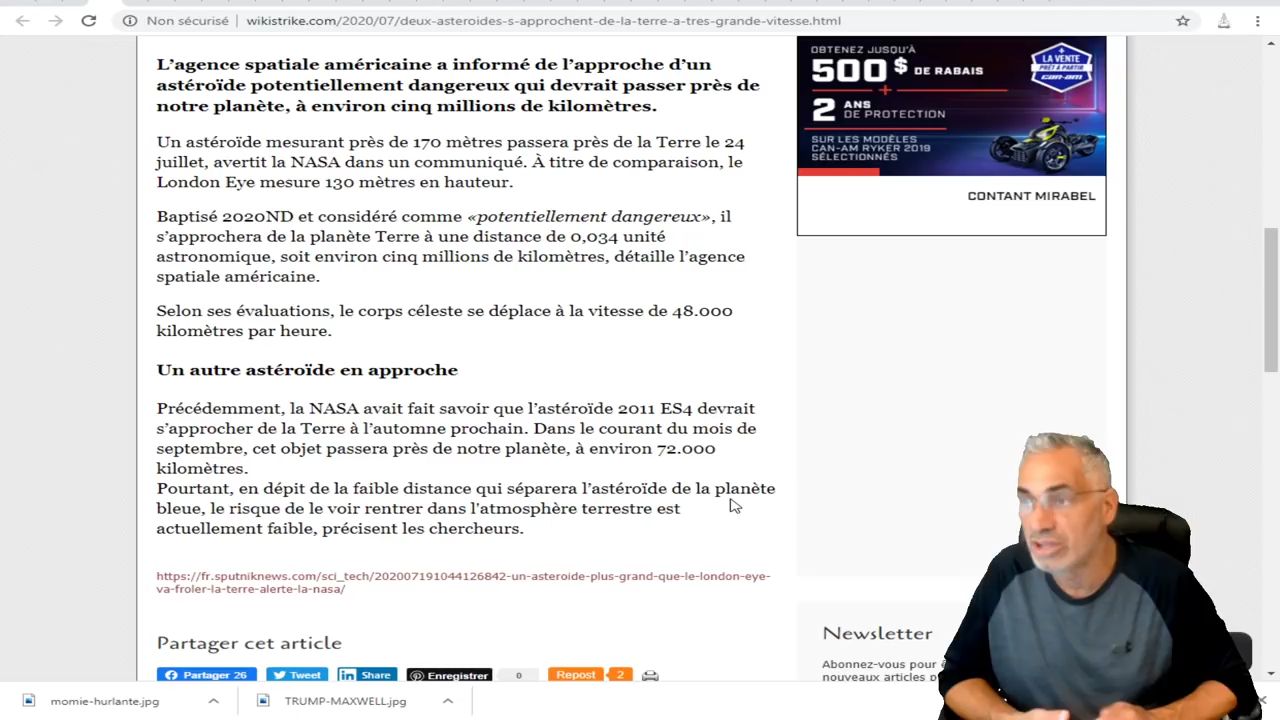 Non sécurisé
wikistrike.com/2020/07/deux-asteroides-s-approchent-de-la-terre-a-tres-grande-vitesse.html
L’agence spatiale américaine a informé de l’approche d’un
astéroïde potentiellement dangereux qui devrait passer près de
notre planète, à environ cinq millions de kilomètres.
Un astéroïde mesurant près de 170 mètres passera près de la Terre le 24
juillet, avertit la NASA dans un communiqué. À titre de comparaison, le
London Eye mesure 130 mètres en hauteur.
Baptisé 2020ND et considéré comme «potentiellement dangereux», il
s’approchera de la planète Terre à une distance de 0,034 unité
astronomique, soit environ cinq millions de kilomètres, détaille l’agence
spatiale américaine.
Selon ses évaluations, le corps céleste se déplace à la vitesse de 48.000
kilomètres par heure.
Un autre astéroïde en approche
Précédemment, la NASA avait fait savoir que l’astéroïde 2011 ES4 devrait
s’approcher de la Terre à l’automne prochain. Dans le courant du mois de
septembre, cet objet passera près de notre planète, à environ 72.000
kilomètres.
Pourtant, en dépit de la faible distance qui séparera l’astéroïde de la planète
bleue, le risque de le voir rentrer dans l'atmosphère terrestre est
actuellement faible, précisent les chercheurs.
https://fr.sputniknews.com/sci_tech/202007191044126842-un-asteroide-plus-grand-que-le-london-eye-
va-froler-la-terre-alerte-la-nasa/
Partager cet article
Partager 26
Tweet
Share
Enregistrer
0
Repost
2
OBTENEZ JUSQU'À
500 $ DE RABAIS
+
2 ANS
DE PROTECTION
SUR LES MODÈLES
CAN-AM RYKER 2019
SÉLECTIONNÉS
LA VENTE
PRÊT À PARTIR
can-am
CONTANT MIRABEL
Newsletter
Abonnez-vous pour
nouveaux articles
momie-hurlante.jpg
TRUMP-MAXWELL.jpg